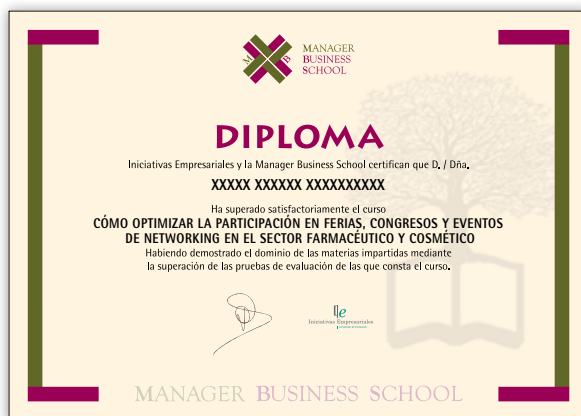 M B
MANAGER
BUSINESS
SCHOOL
DIPLOMA
Iniciativas Empresariales y la Manager Business School certifican que D. / Dña.
XXXXX XXXXXX XXXXXXXXXX
Ha superado satisfactoriamente el curso
CÓMO OPTIMIZAR LA PARTICIPACIÓN EN FERIAS, CONGRESOS Y EVENTOS
DE NETWORKING EN EL SECTOR FARMACÉUTICO Y COSMÉTICO
Habiendo demostrado el dominio de las materias impartidas mediante
la superación de las pruebas de evaluación de las que consta el curso.
Iniciativas Empresariales
MANAGER BUSINESS SCHOOL